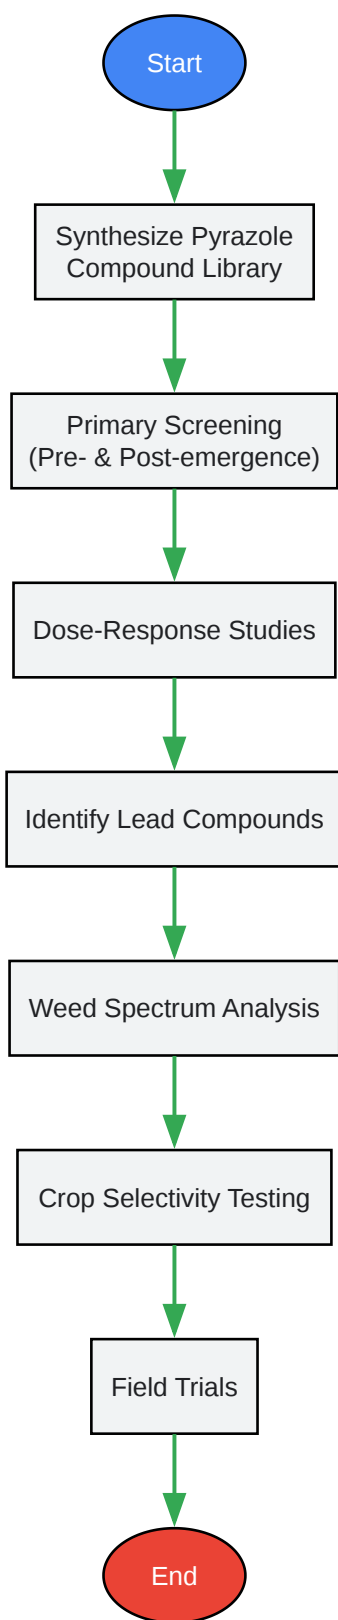 Start
Synthesize Pyrazole
Compound Library
Primary Screening
(Pre- & Post-emergence)
Dose-Response Studies
Identify Lead Compounds
Weed Spectrum Analysis
Crop Selectivity Testing
Field Trials
End